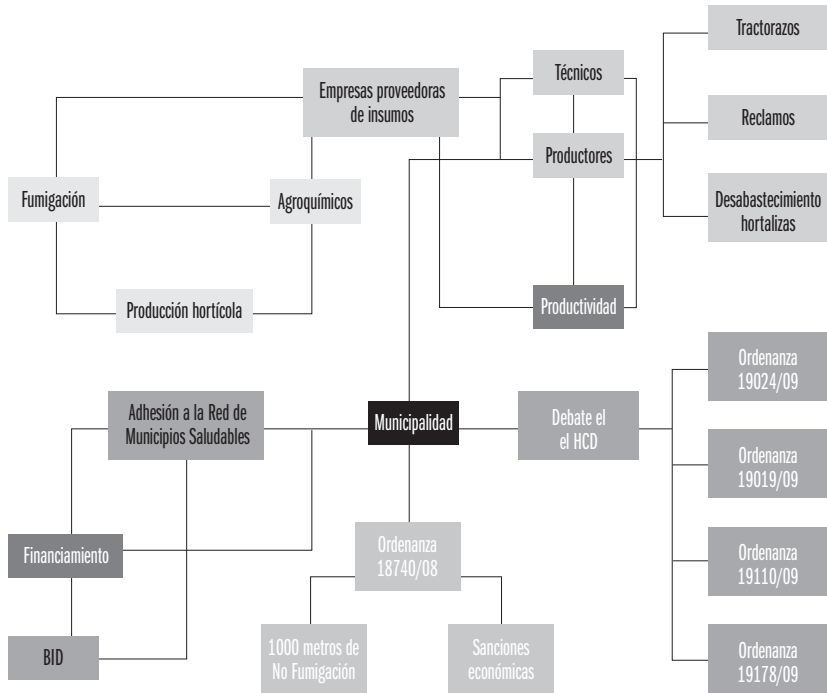 Tractorazos
Técnicos
Empresas proveedoras
de insumos
Reclamos
Productores
Fumigación
Agroquímicos
Desabastecimiento
hortalizas
Producción hortícola
Productividad
Ordenanza
19024/09
Adhesión a la Red de
Municipios Saludables
Municipalidad
Debate el
el HCD
Ordenanza
19019/09
Financiamiento
Ordenanza
18740/08
Ordenanza
19110/09
BID
1000 metros de
No Fumigación
Sanciones
económicas
Ordenanza
19178/09